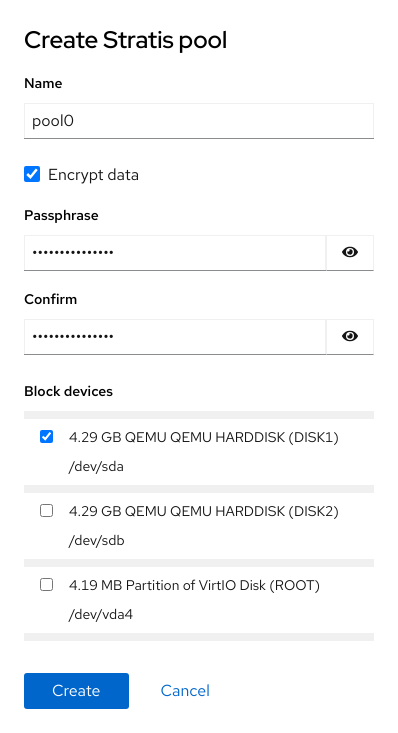 Create Stratis pool
Name
pool0
Encrypt data
Passphrase
•••••••••••••••
Confirm
•••••••••••••••
Block devices
4.29 GB QEMU QEMU HARDDISK (DISK1)
/dev/sda
4.29 GB QEMU QEMU HARDDISK (DISK2)
/dev/sdb
4.19 MB Partition of VirtIO Disk (ROOT)
/dev/vda4
Create Cancel